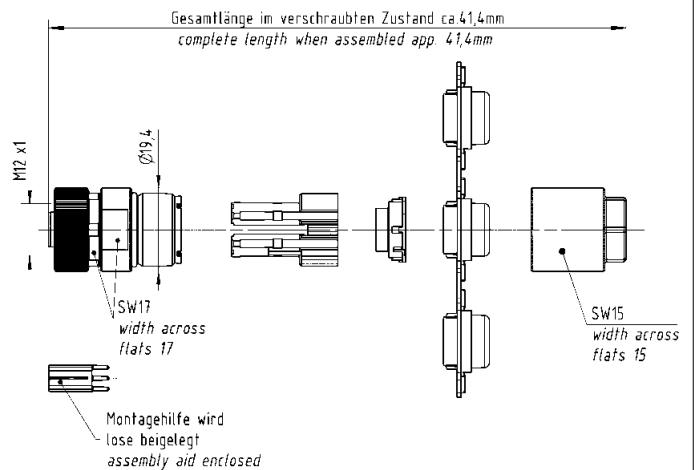 Gesamtlänge im verschraubten Zustand ca.41,4mm
complete length when assembled app. 41,4mm
M12 x1
Ø19,4
SW17
width across
flats 17
SW15
width across
flats 15
Montagehilfe wird
lose beigelegt
assembly aid enclosed